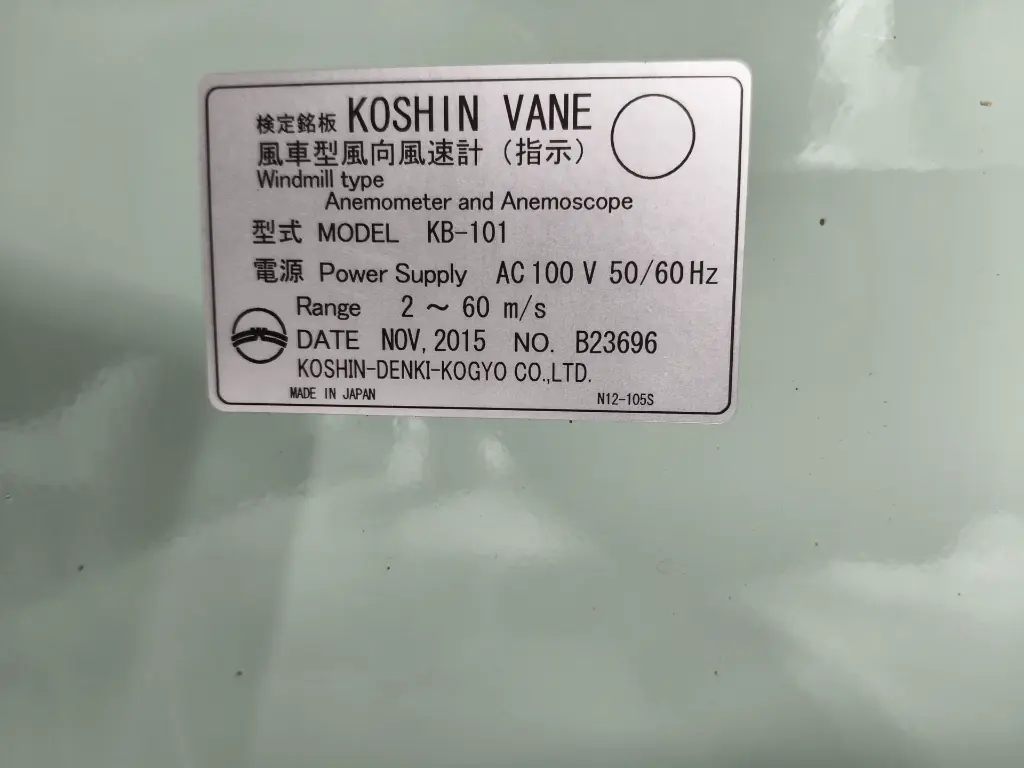 検定銘板 KOSHIN VANE
風車型風向風速計（指示）
Windmill type
Anemometer and Anemoscope
型式 MODEL KB-101
電源 Power Supply AC 100 V 50/60 Hz
Range 2 ～ 60 m/s
DATE NOV, 2015 NO. B23696
KOSHIN-DENKI-KOGYO CO.,LTD.
MADE IN JAPAN N12-105S